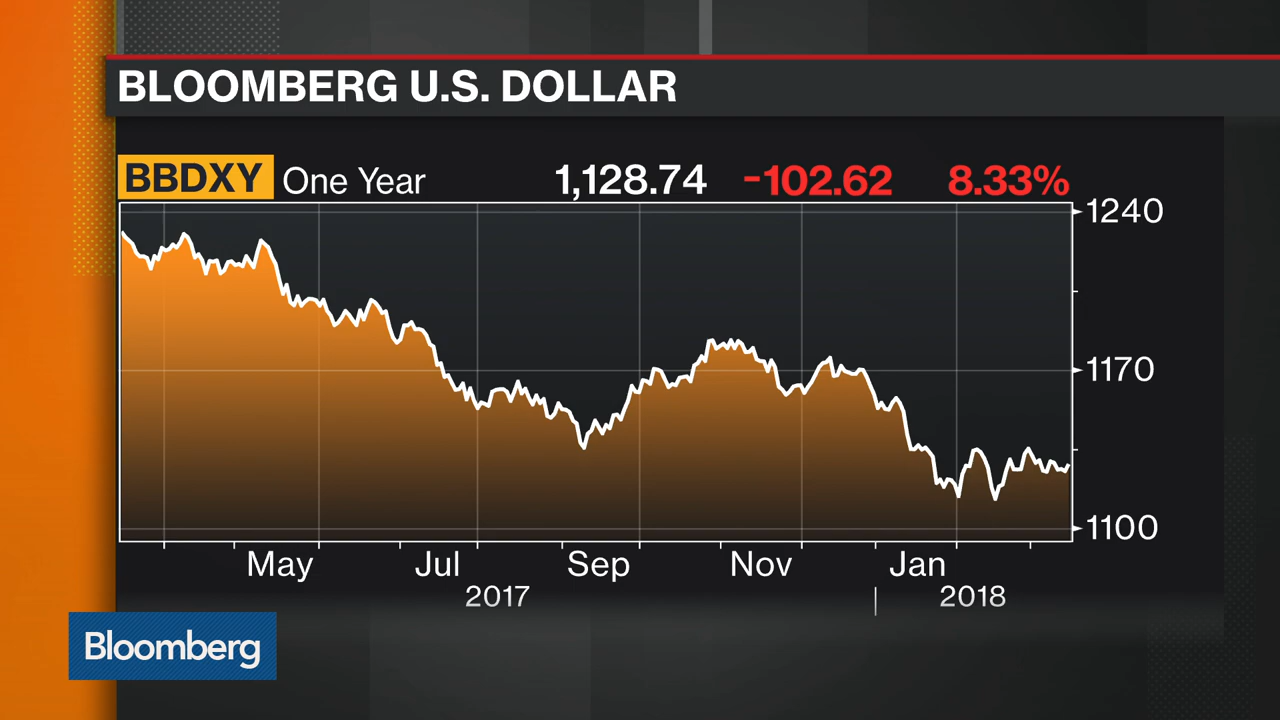 BLOOMBERG U.S. DOLLAR
BBDXY One Year 1,128.74 -102.62 8.33%
1240
1170
1100
May Jul Sep Nov Jan
2017 2018
Bloomberg